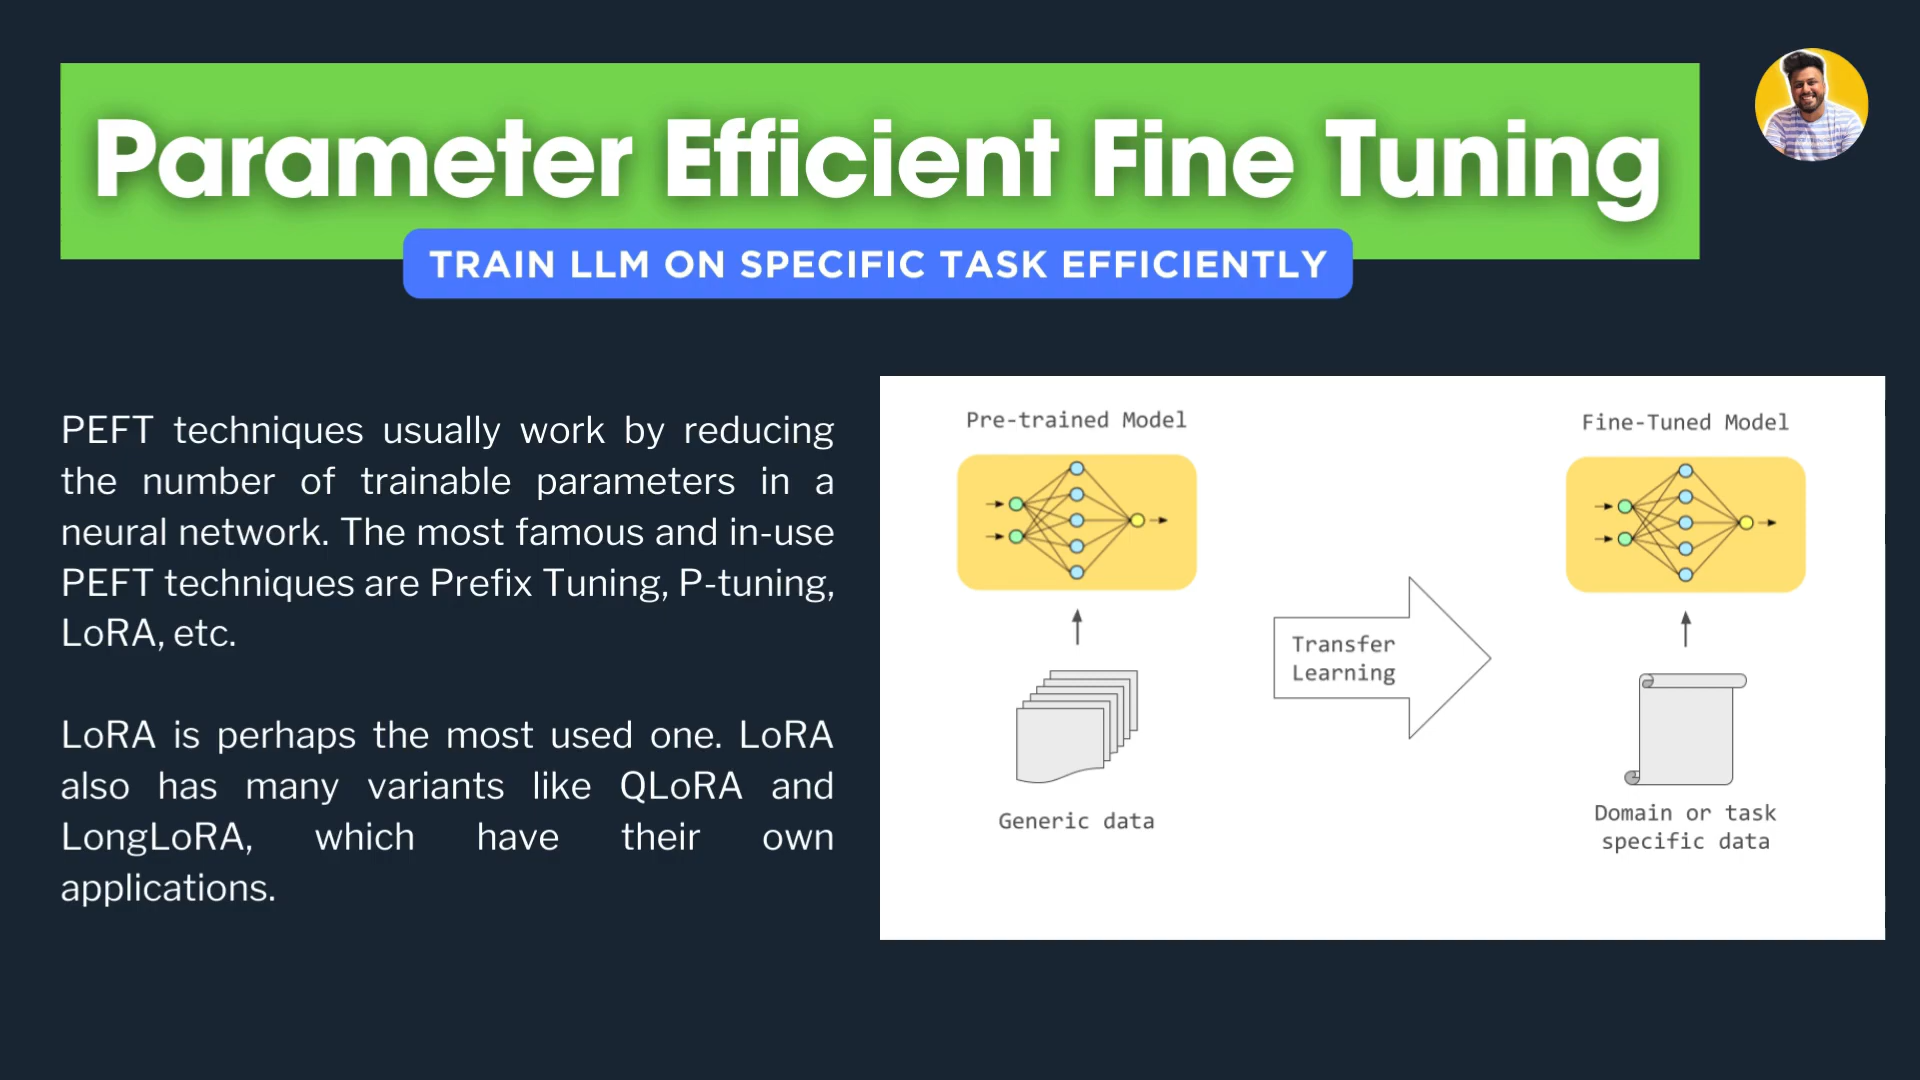 Parameter Efficient Fine Tuning
TRAIN LLM ON SPECIFIC TASK EFFICIENTLY
PEFT techniques usually work by reducing
the number of trainable parameters in a
neural network. The most famous and in-use
PEFT techniques are Prefix Tuning, P-tuning,
LoRA, etc.
LoRA is perhaps the most used one. LoRA
also has many variants like QLoRA and
LongLoRA, which have their own
applications.
Pre-trained Model
Fine-Tuned Model
Transfer
Learning
Generic data
Domain or task
specific data